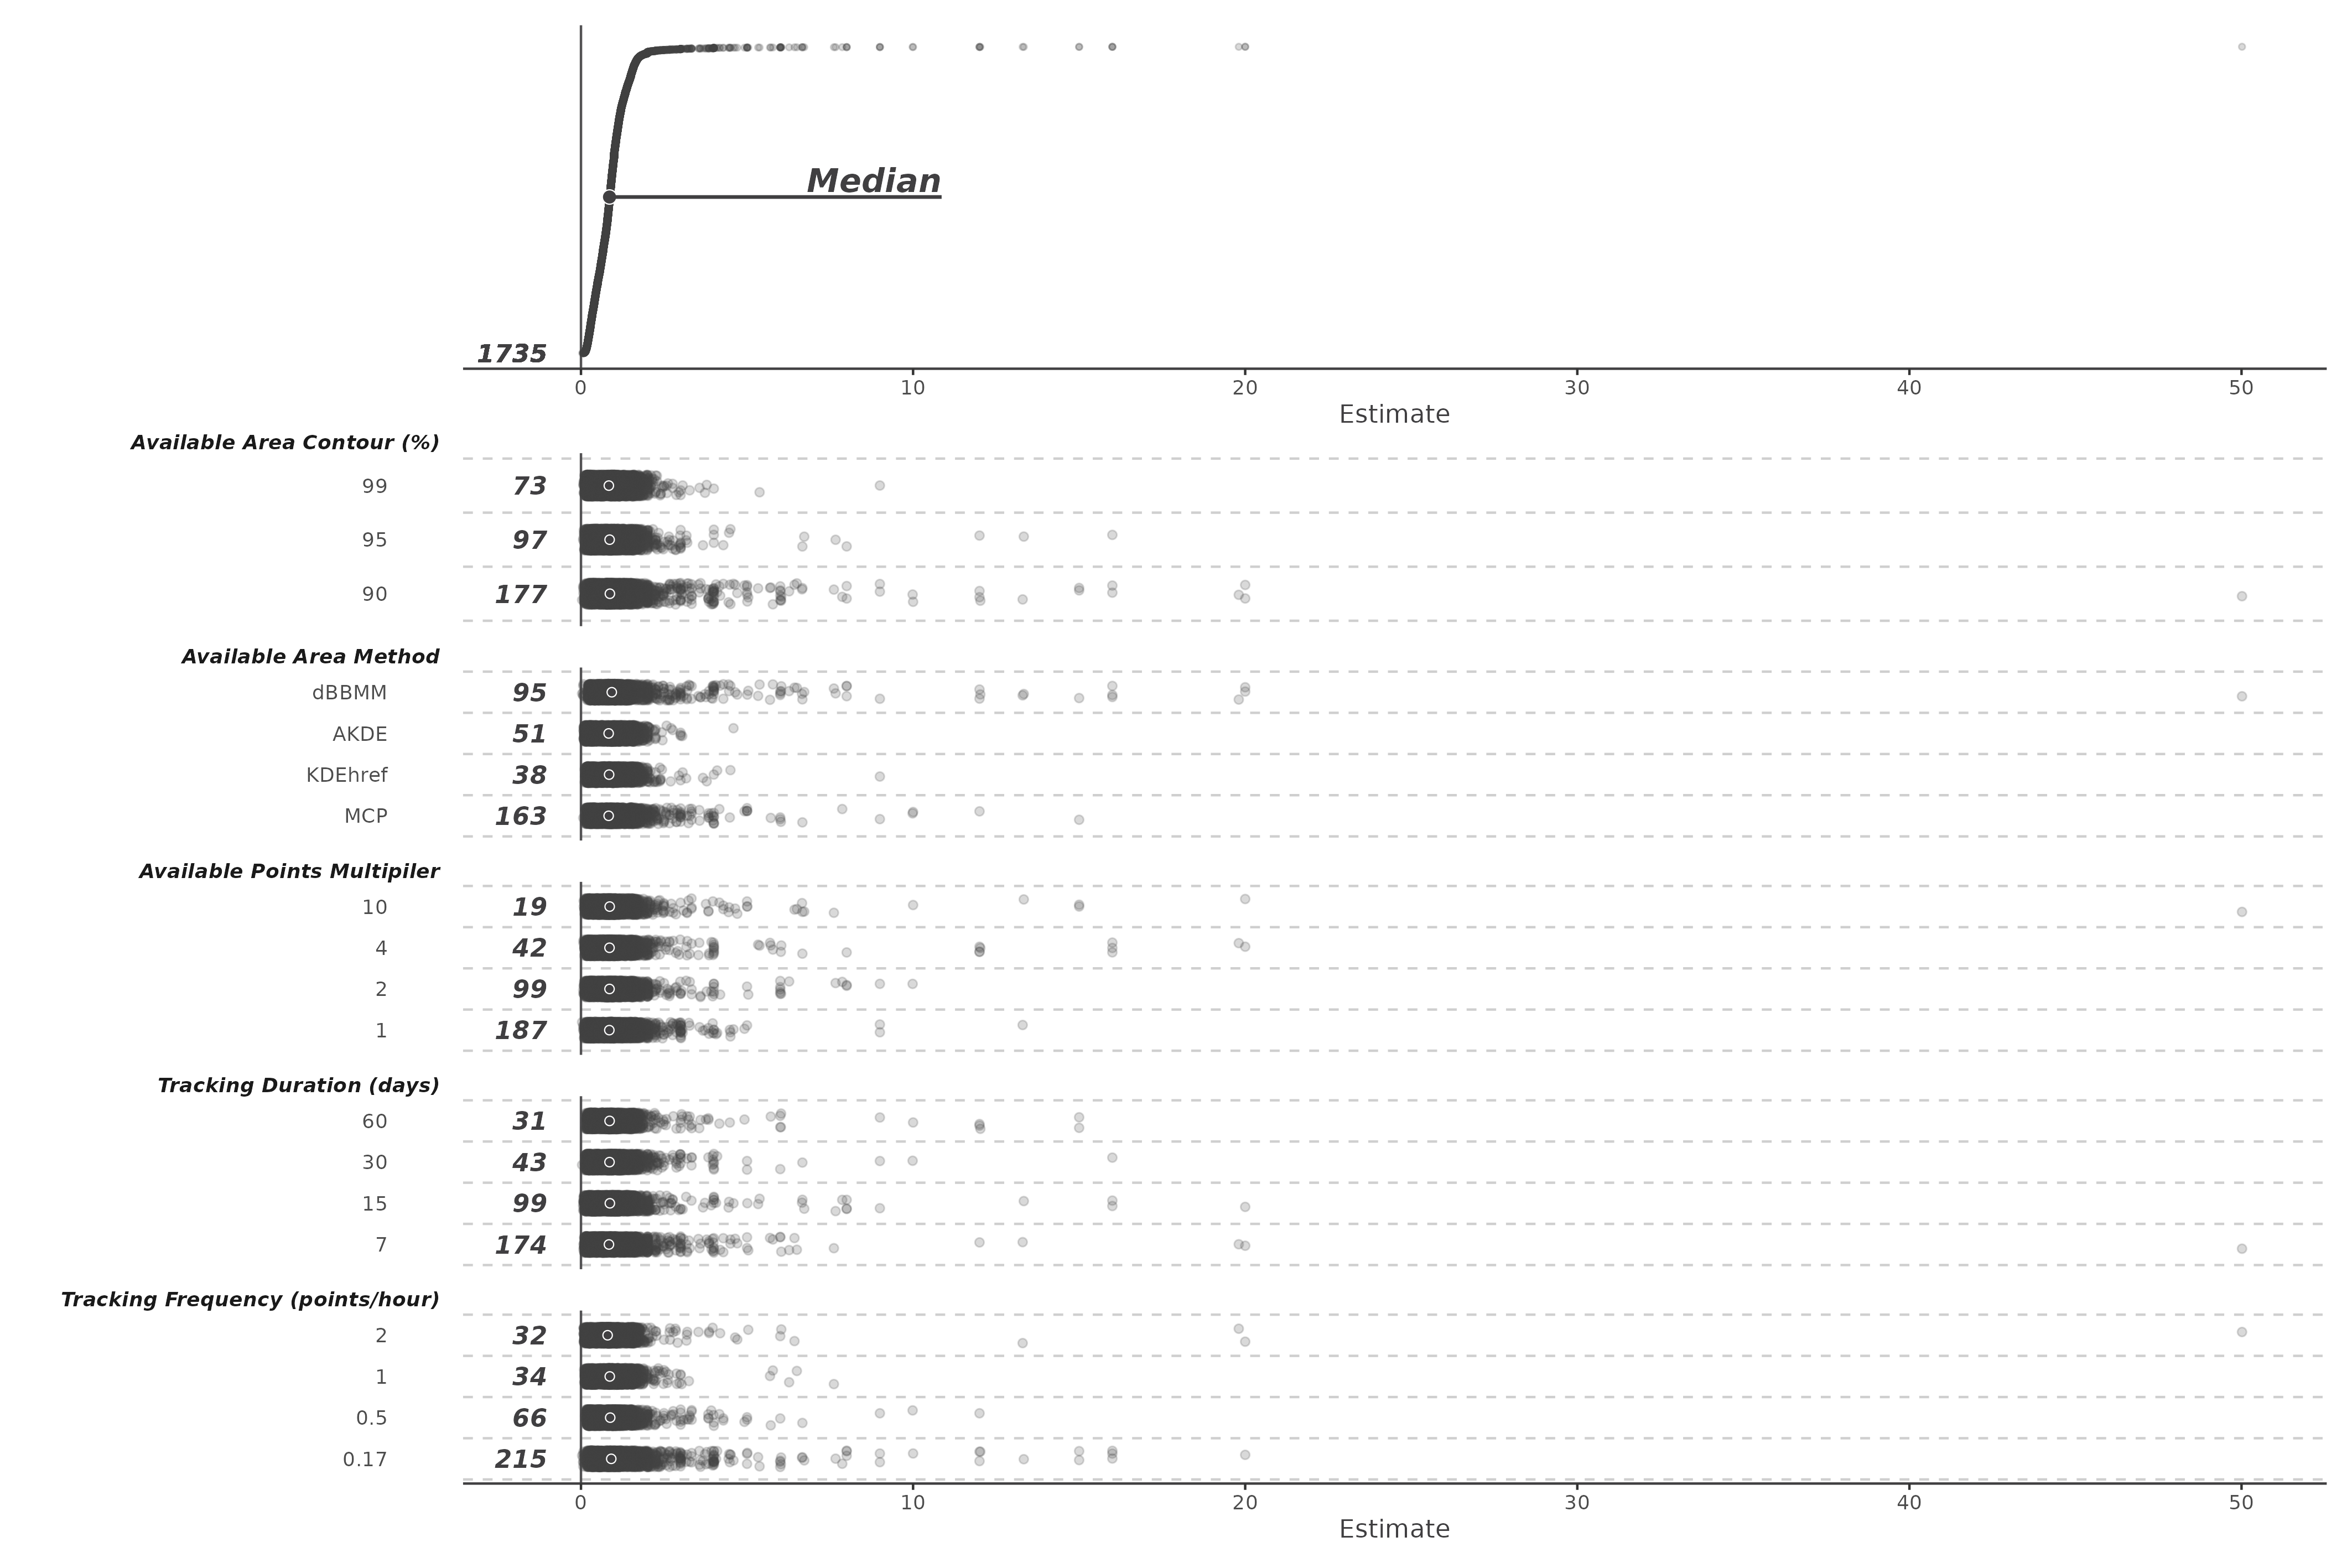 Median
1735
0 10 20 30 40 50
Estimate
Available Area Contour (%)
99 73
95 97
90 177
Available Area Method
dBBMM 95
AKDE 51
KDEhref 38
MCP 163
Available Points Multipiler
10 19
4 42
2 99
1 187
Tracking Duration (days)
60 31
30 43
15 99
7 174
Tracking Frequency (points/hour)
2 32
1 34
0.5 66
0.17 215
0 10 20 30 40 50
Estimate